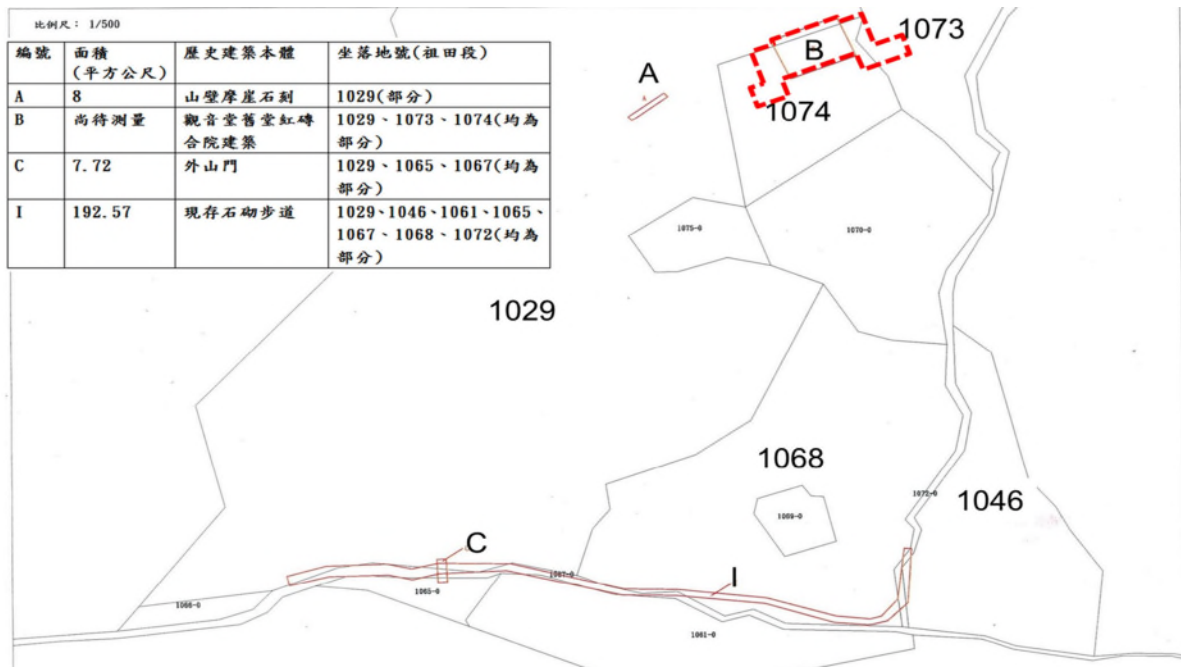 比例尺: 1/500
編號 面積(平方公尺) 歷史建築本體 坐落地號(祖田段)
A 8 山壁摩崖石刻 1029(部分)
B 尚待測量 觀音堂舊堂紅磚合院建築 1029、1073、1074(均為部分)
C 7.72 外山門 1029、1065、1067(均為部分)
I 192.57 現存石砌步道 1029、1046、1061、1065、1067、1068、1072(均為部分)
1073
B
A
A
1074
1075-0
1070-0
1029
1068
1069-0
1072-0
1046
C
1067-0
I
1065-0
1066-0
1061-0